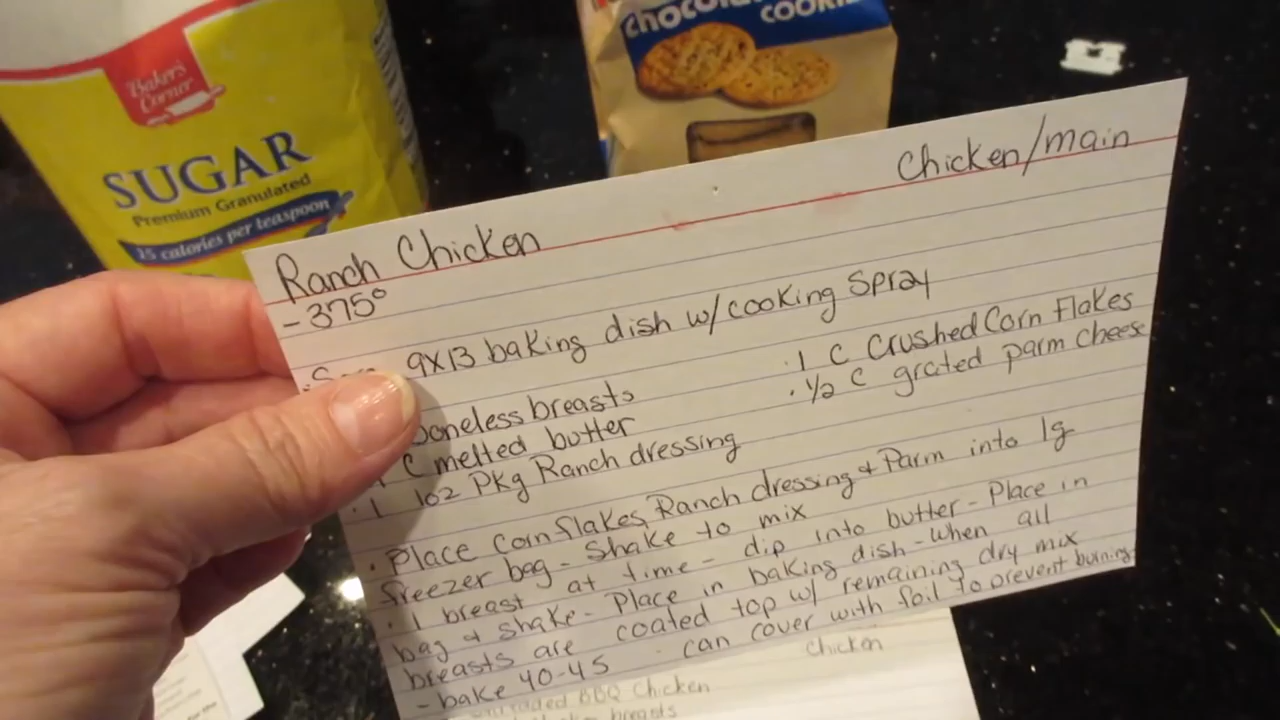 Baker's
Corner
SUGAR
Premium Granulated
15 calories per teaspoon
COOKIE
Chicken/main
Ranch Chicken
- 375°
9x13 baking dish w/cooking spray
boneless breasts
C melted butter
· 1 1oz Pkg Ranch dressing
· 1 C Crushed Corn Flakes
· ½ C grated parm cheese
· Place cornflakes, Ranch dressing + Parm into 1g
freezer bag - Shake to mix
· 1 breast at time - dip into butter - Place in
bag + shake - Place in baking dish - when all
breasts are coated top w/ remaining dry mix
- bake 40-45 · can cover with foil to prevent burning
Chicken
BBQ Chicken
breasts